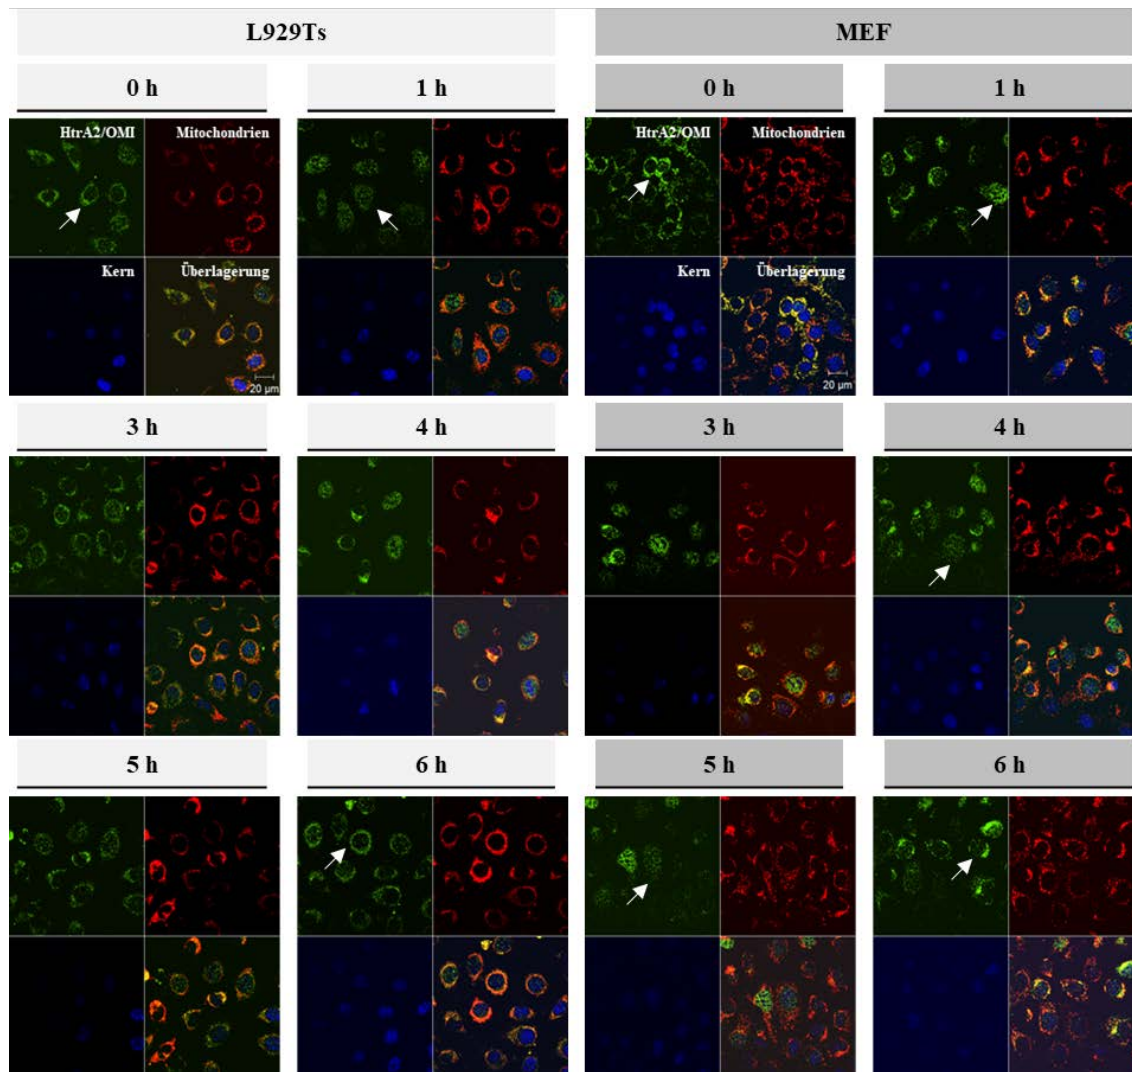 L929Ts
MEF
0 h
1 h
0 h
1 h
HtrA2/OMI
Mitochondrien
HtrA2/OMI
Mitochondrien
Kern
Überlagerung
Kern
Überlagerung
20 µm
20 µm
3 h
4 h
3 h
4 h
5 h
6 h
5 h
6 h